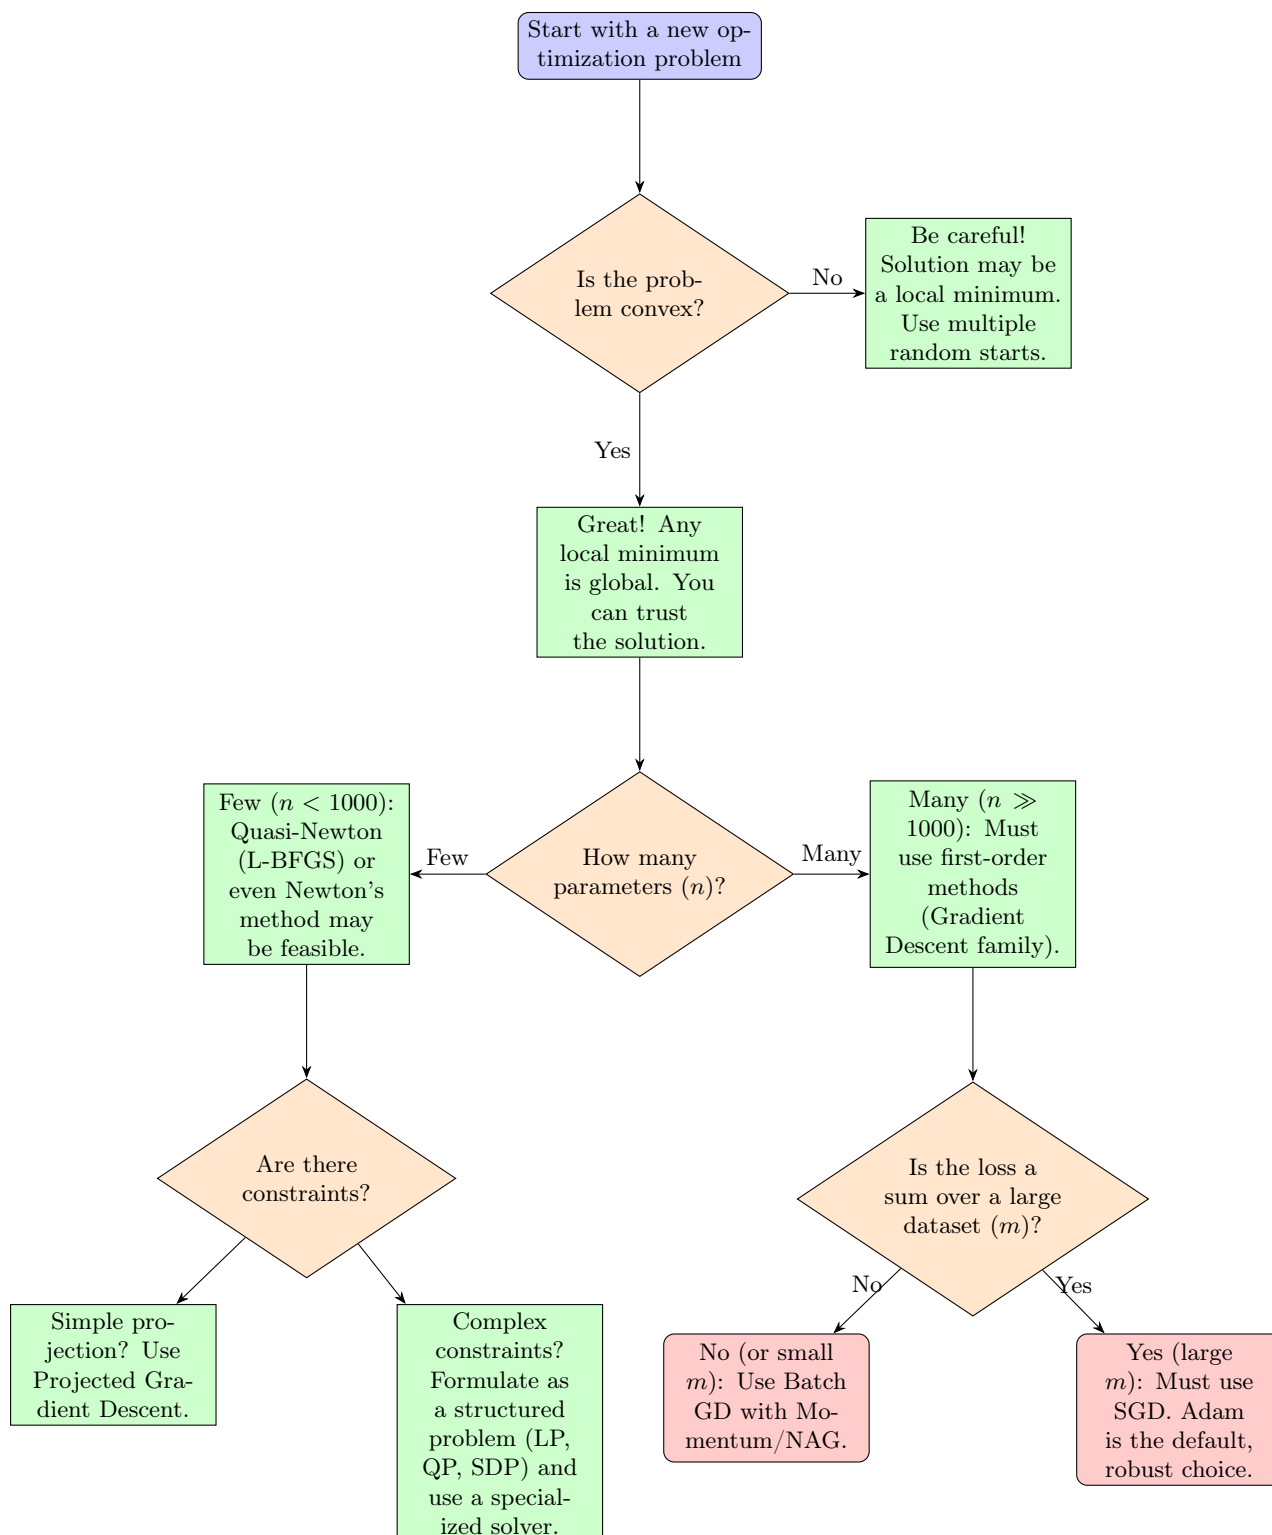 Start with a new op-
timization problem
Is the prob-
lem convex?
No
Be careful!
Solution may be
a local minimum.
Use multiple
random starts.
Yes
Great! Any
local minimum
is global. You
can trust
the solution.
Few (n < 1000):
Quasi-Newton
(L-BFGS) or
even Newton's
method may
be feasible.
Few
How many
parameters (n)?
Many
Many (n ≫
1000): Must
use first-order
methods
(Gradient
Descent family).
Are there
constraints?
Is the loss a
sum over a large
dataset (m)?
No
Yes
Simple pro-
jection? Use
Projected Gra-
dient Descent.
Complex
constraints?
Formulate as
a structured
problem (LP,
QP, SDP) and
use a special-
ized solver.
No (or small
m): Use Batch
GD with Mo-
mentum/NAG.
Yes (large
m): Must use
SGD. Adam
is the default,
robust choice.